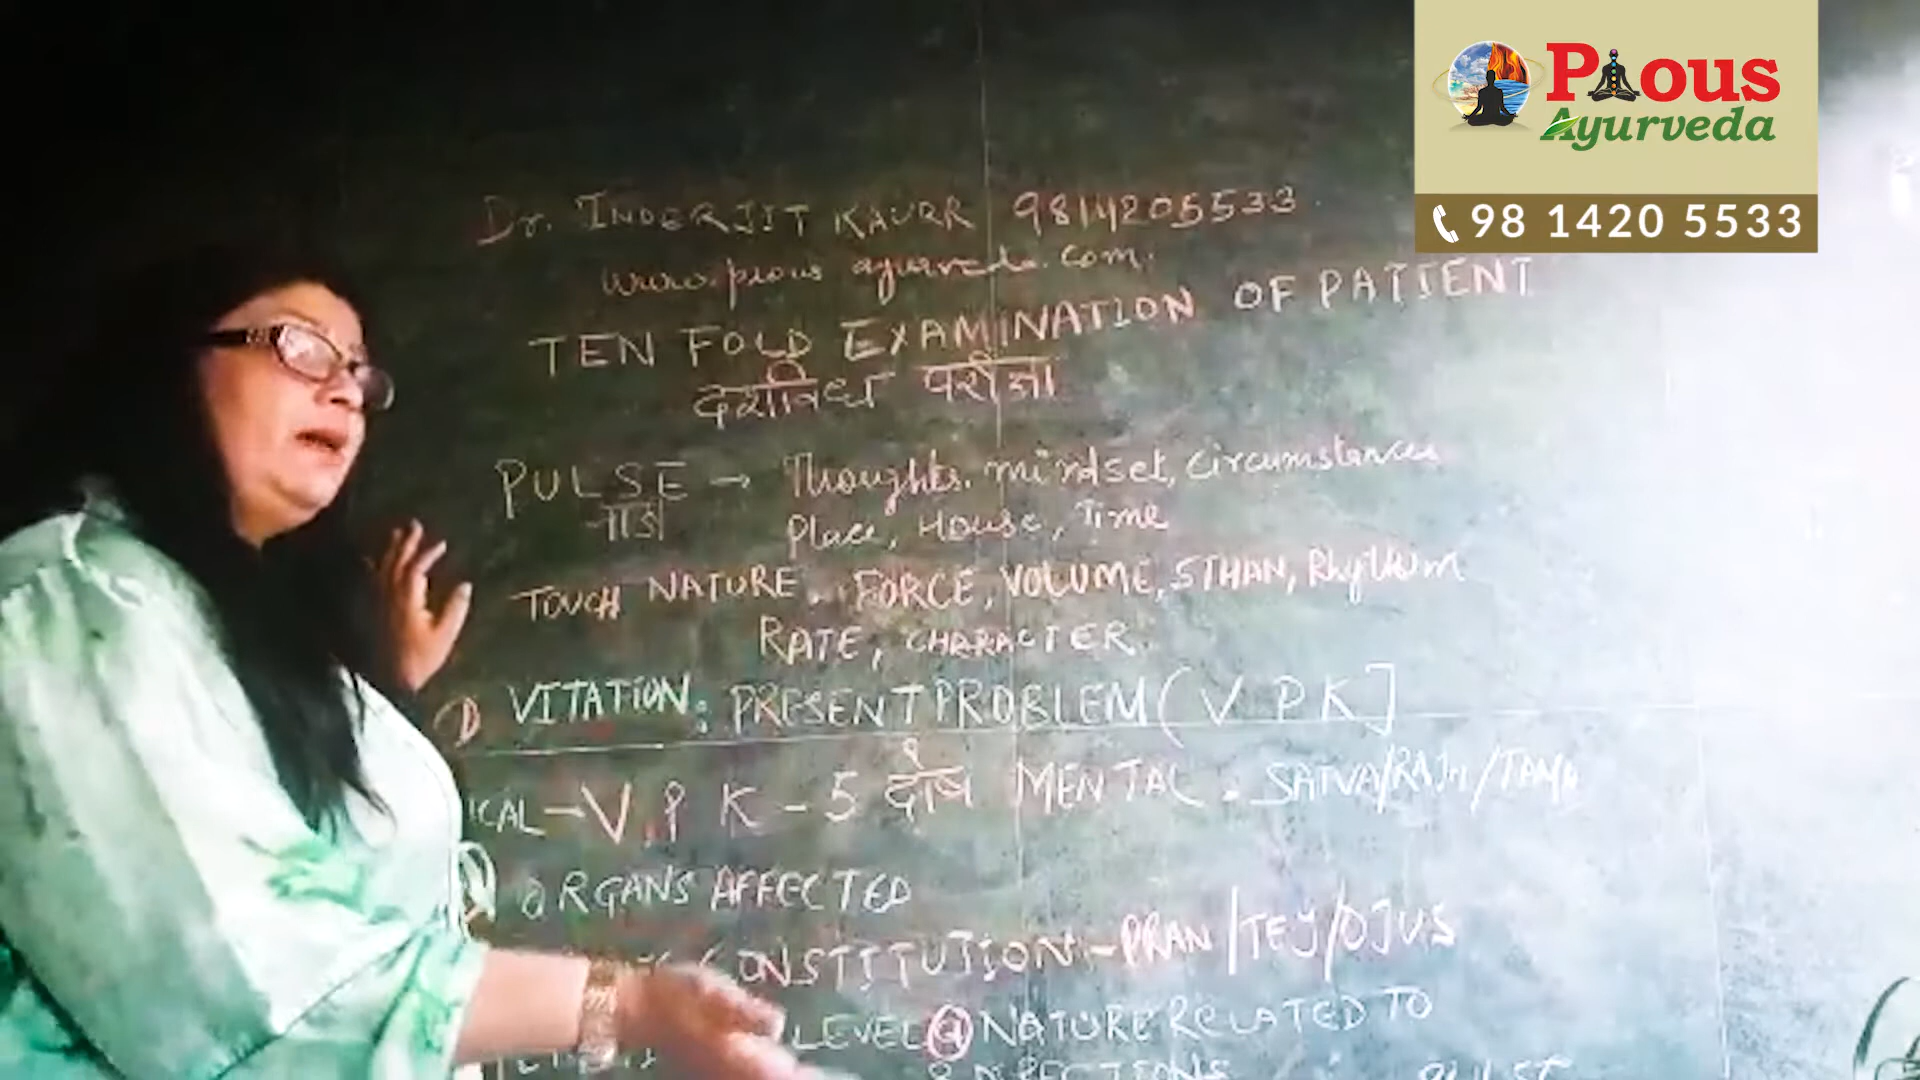 Pious
Ayurveda
98 1420 5533
Dr. INDERJIT KAURR 9814205533.
www.pious ayurveda.com.
TEN FOLD EXAMINATION OF PATIENT
दशविध परीक्षा
PULSE → Thoughts. mindset, Circumstances
नाडी Place, House, Time
TOUCH NATURE. FORCE, VOLUME, STHAN, Rhythm
RATE, CHARACTER.
① VITATION: PRESENT PROBLEM (V P K]
ICAL - V P K - 5 दोष MENTAL. SATVA/RAJ/TAMA
ORGANS AFFECTED
CONSTITUTION - PRAN/TEJ/OJUS
LEVEL NATURE RELATED TO